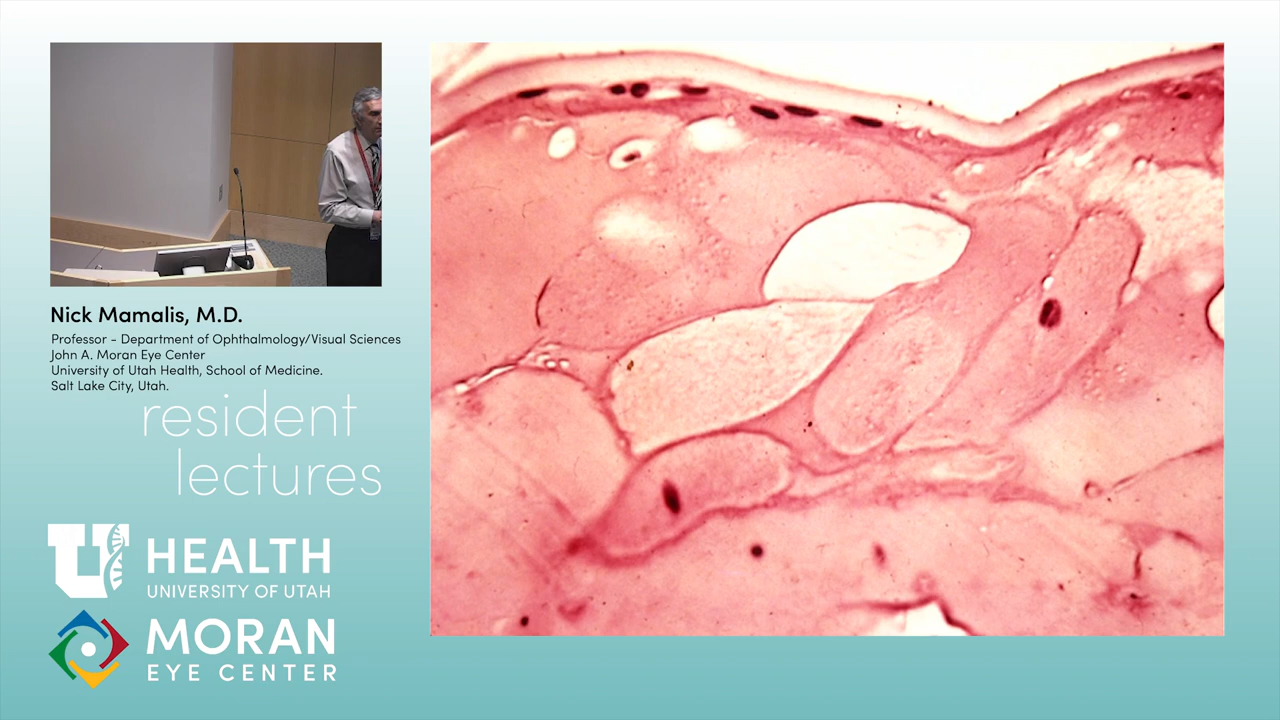 Nick Mamalis, M.D.
Professor - Department of Ophthalmology/Visual Sciences
John A. Moran Eye Center
University of Utah Health, School of Medicine.
Salt Lake City, Utah.
resident
lectures
U HEALTH
UNIVERSITY OF UTAH
MORAN
EYE CENTER